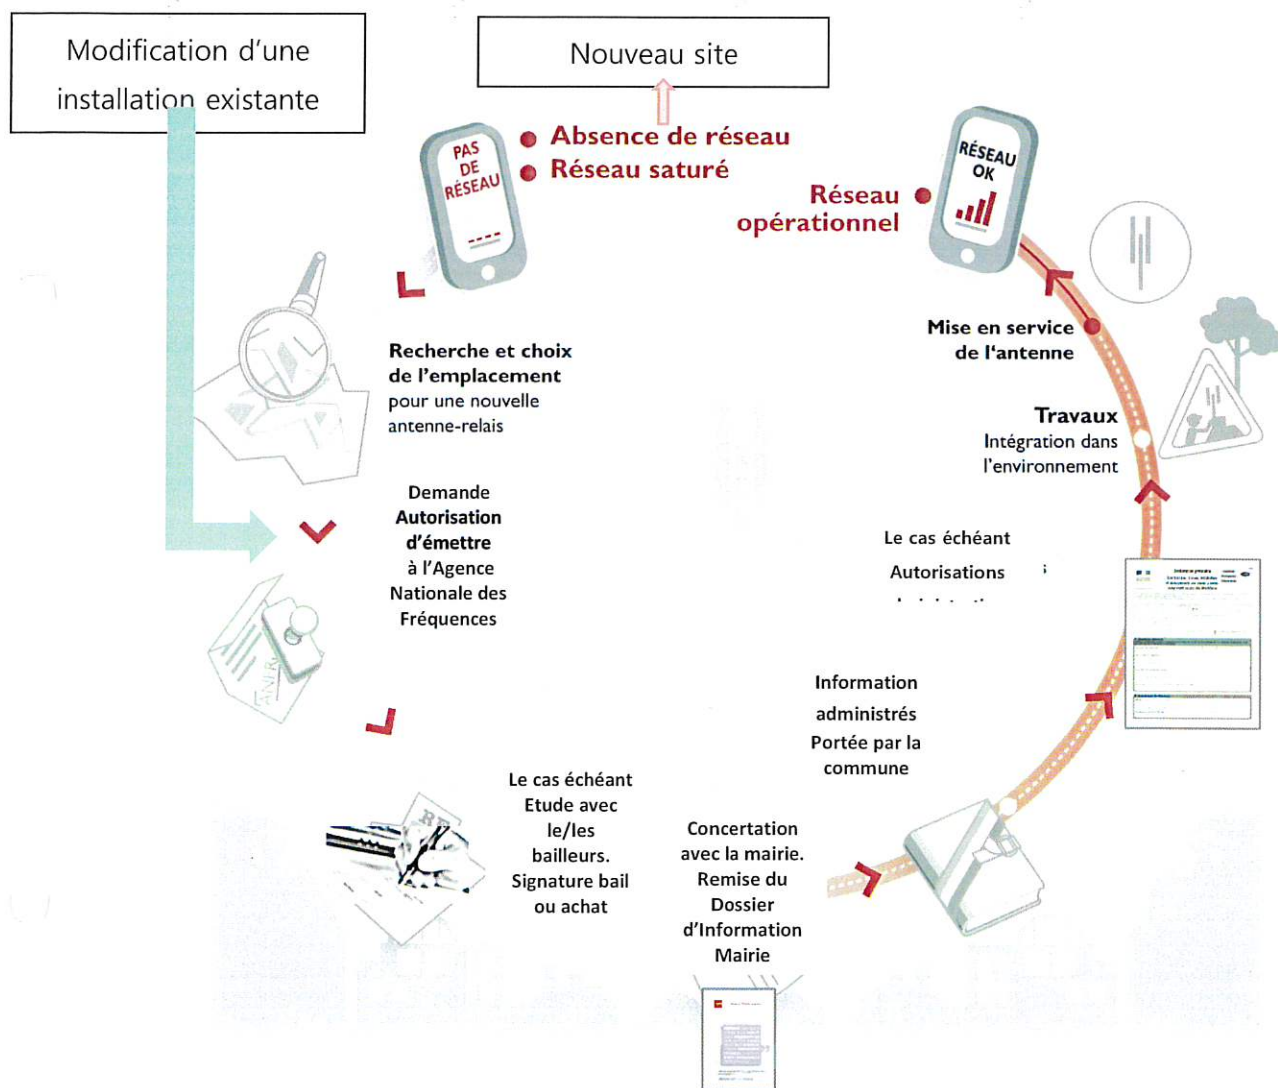 Modification d'une
installation existante
Nouveau site
PAS
DE
RÉSEAU
Absence de réseau
Réseau saturé
RÉSEAU
OK
Réseau
opérationnel
Recherche et choix
de l'emplacement
pour une nouvelle
antenne-relais
Mise en service
de l'antenne
Travaux
Intégration dans
l'environnement
Demande
Autorisation
d'émettre
à l'Agence
Nationale des
Fréquences
Le cas échéant
Autorisations
ANFR
Information
administrés
Portée par la
commune
Le cas échéant
Etude avec
le/les
bailleurs.
Signature bail
ou achat
Concertation
avec la mairie.
Remise du
Dossier
d'Information
Mairie